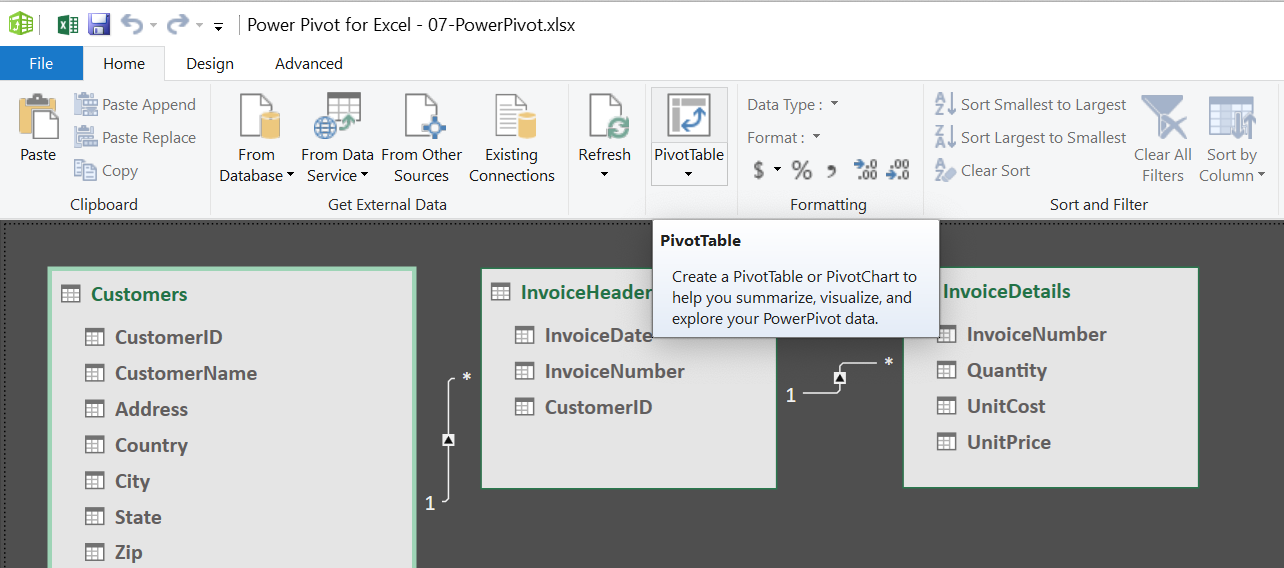 Power Pivot for Excel - 07-PowerPivot.xlsx
File Home Design Advanced
Paste
Paste Append
Paste Replace
Copy
Clipboard
From
Database
From Data
Service
From Other
Sources
Existing
Connections
Get External Data
Refresh
PivotTable
Data Type :
Format :
$ % , .0 .00 .00 .0
Formatting
Sort Smallest to Largest
Sort Largest to Smallest
Clear Sort
Clear All
Filters
Sort by
Column
Sort and Filter
PivotTable
Create a PivotTable or PivotChart to
help you summarize, visualize, and
explore your PowerPivot data.
Customers
CustomerID
CustomerName
Address
Country
City
State
Zip
1
*
InvoiceHeader
InvoiceDate
InvoiceNumber
CustomerID
1
*
InvoiceDetails
InvoiceNumber
Quantity
UnitCost
UnitPrice